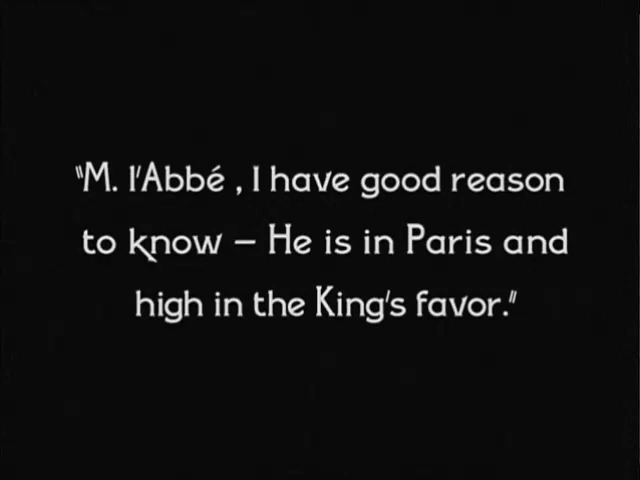 "M. l'Abbé , I have good reason
to know – He is in Paris and
high in the King's favor."